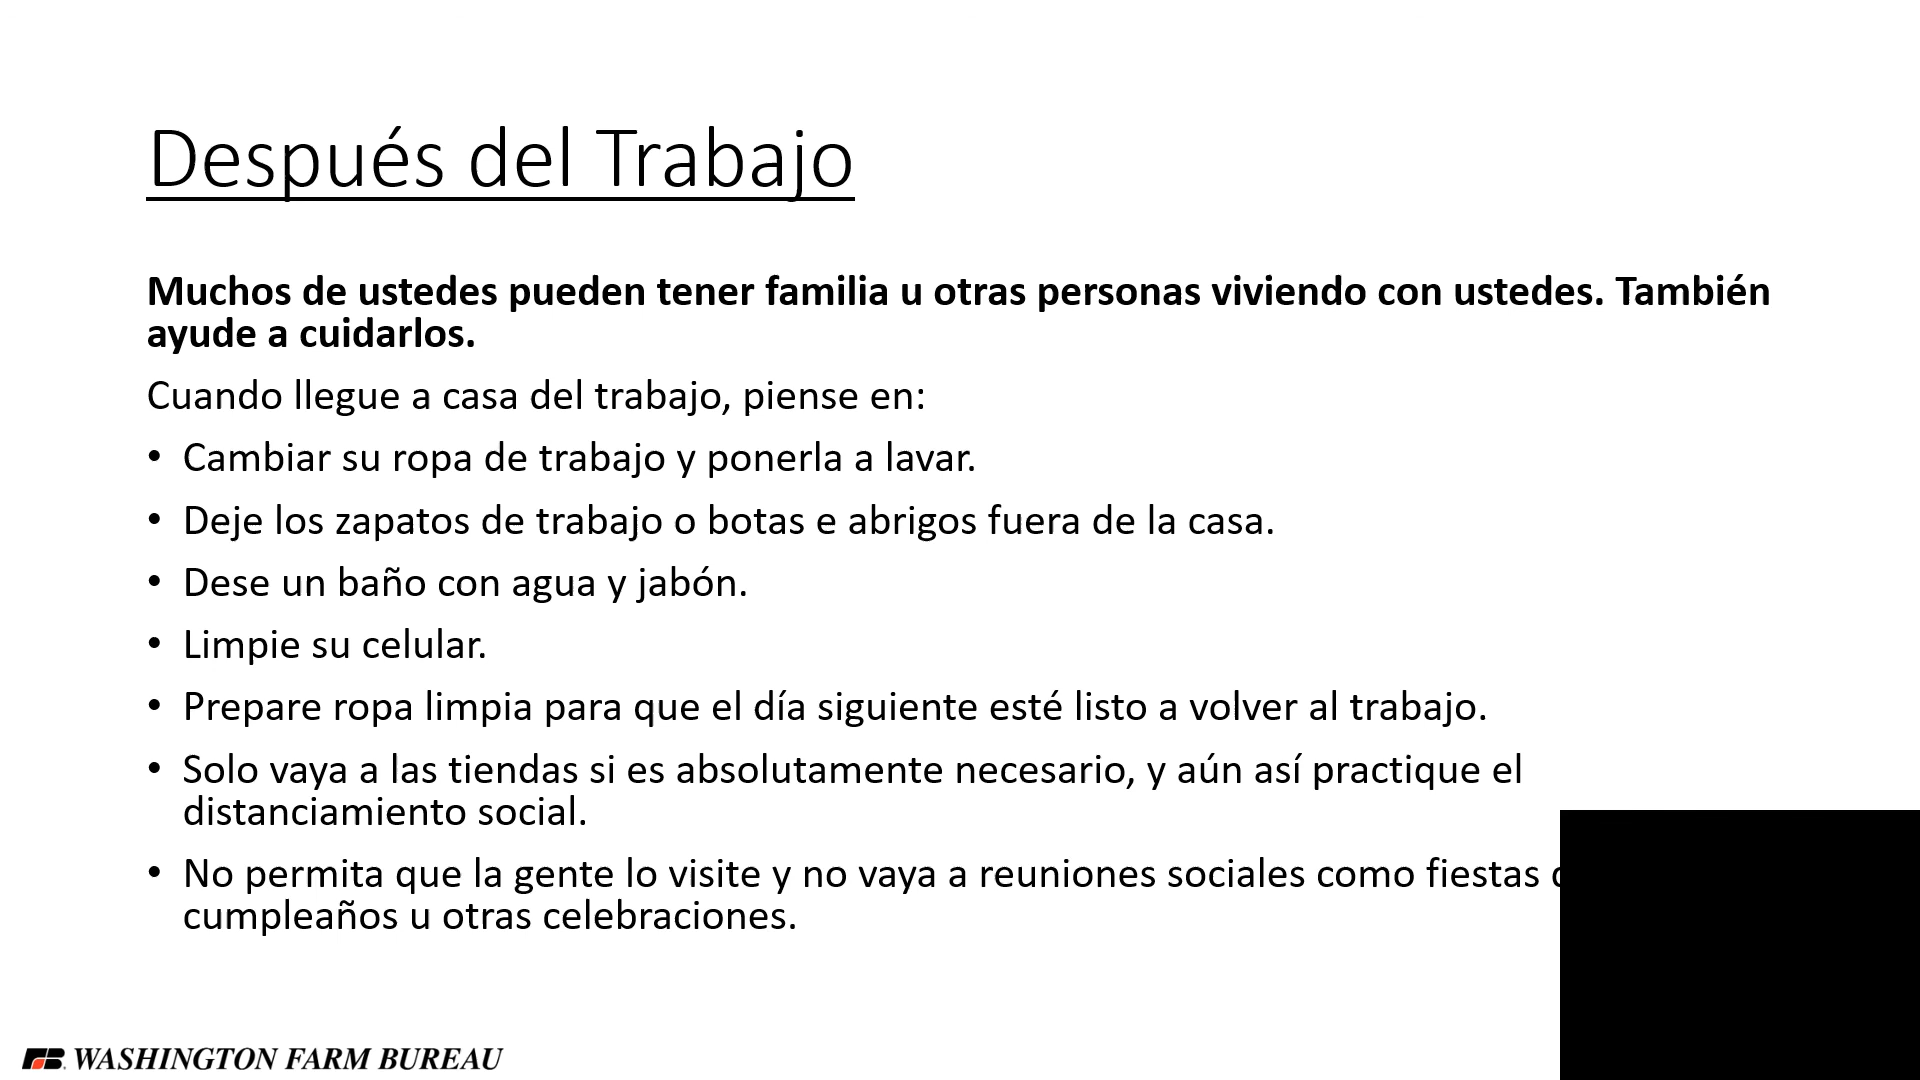 Después del Trabajo
Muchos de ustedes pueden tener familia u otras personas viviendo con ustedes. También
ayude a cuidarlos.
Cuando llegue a casa del trabajo, piense en:
• Cambiar su ropa de trabajo y ponerla a lavar.
• Deje los zapatos de trabajo o botas e abrigos fuera de la casa.
• Dese un baño con agua y jabón.
• Limpie su celular.
• Prepare ropa limpia para que el día siguiente esté listo a volver al trabajo.
• Solo vaya a las tiendas si es absolutamente necesario, y aún así practique el
distanciamiento social.
• No permita que la gente lo visite y no vaya a reuniones sociales como fiestas
cumpleaños u otras celebraciones.
WASHINGTON FARM BUREAU